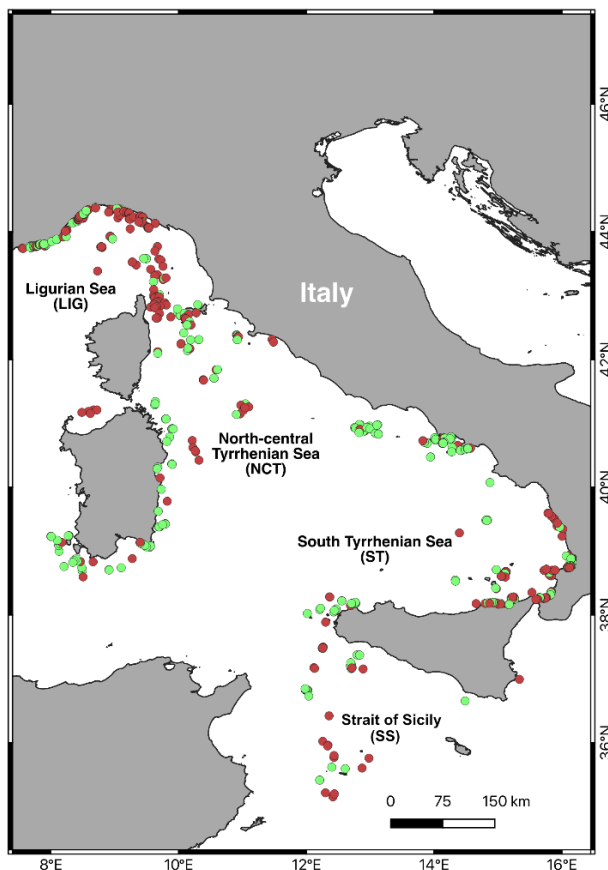 46°N
44°N
Ligurian Sea
(LIG)
Italy
42°N
North-central
Tyrrhenian Sea
(NCT)
40°N
South Tyrrhenian Sea
(ST)
38°N
Strait of Sicily
(SS)
36°N
0 75 150 km
8°E 10°E 12°E 14°E 16°E